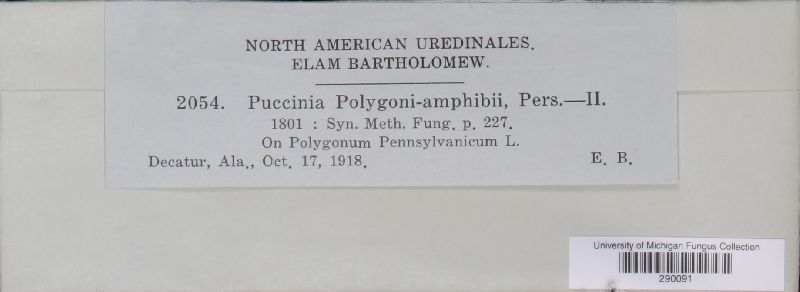 NORTH AMERICAN UREDINALES.
ELAM BARTHOLOMEW.
2054. Puccinia Polygoni-amphibii, Pers.—II.
1801 : Syn. Meth. Fung. p. 227.
On Polygonum Pennsylvanicum L.
Decatur, Ala., Oct. 17, 1918. E. B.
University of Michigan Fungus Collection
290091